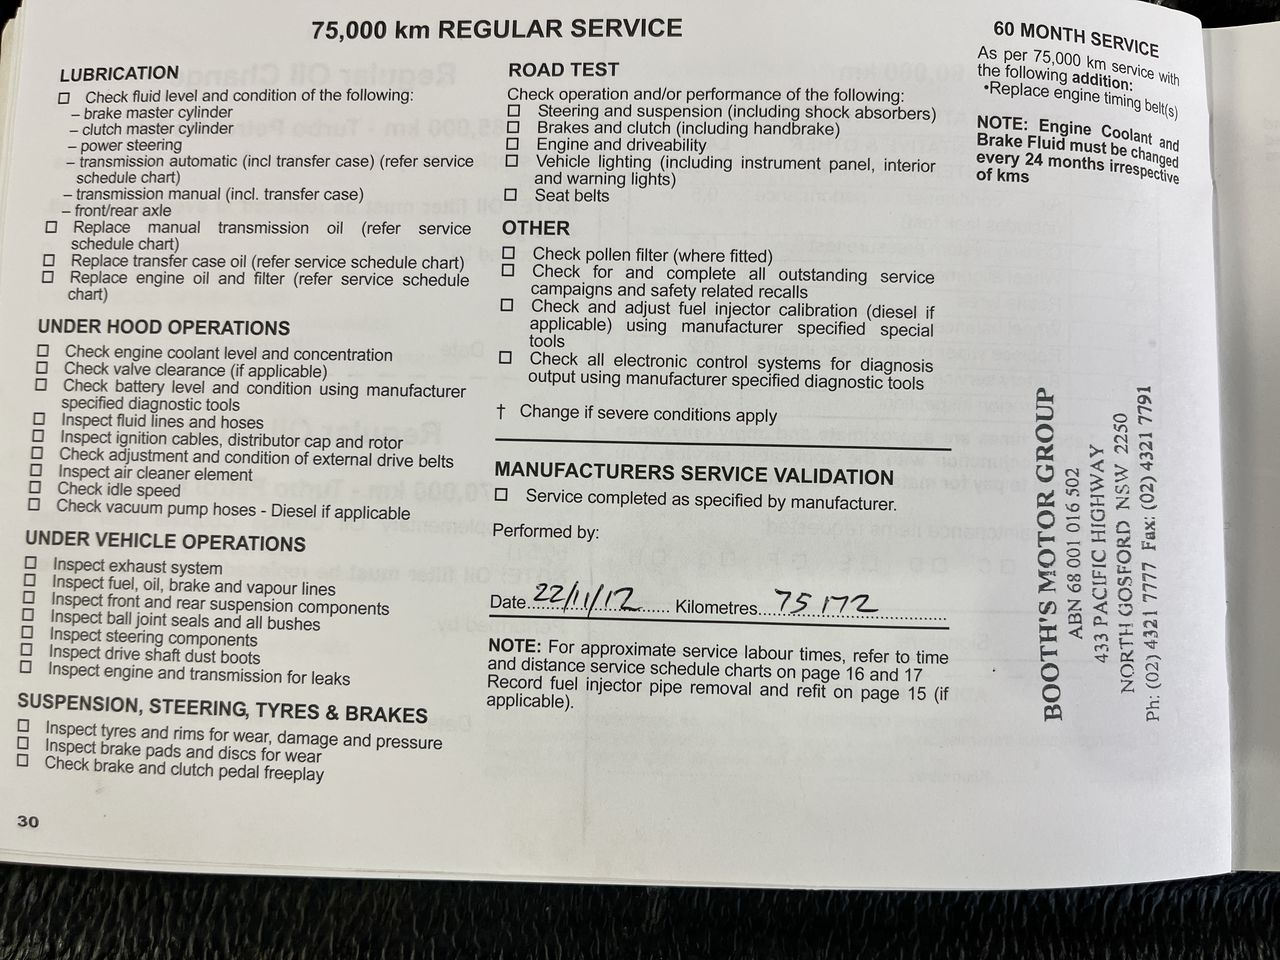 75,000 km REGULAR SERVICE
LUBRICATION
☐ Check fluid level and condition of the following:
– brake master cylinder
– clutch master cylinder
– power steering
– transmission automatic (incl transfer case) (refer service
schedule chart)
– transmission manual (incl. transfer case)
– front/rear axle
☐ Replace manual transmission oil (refer service
schedule chart)
☐ Replace transfer case oil (refer service schedule chart)
☐ Replace engine oil and filter (refer service schedule
chart)
UNDER HOOD OPERATIONS
☐ Check engine coolant level and concentration
☐ Check valve clearance (if applicable)
☐ Check battery level and condition using manufacturer
specified diagnostic tools
☐ Inspect fluid lines and hoses
☐ Inspect ignition cables, distributor cap and rotor
☐ Check adjustment and condition of external drive belts
☐ Inspect air cleaner element
☐ Check idle speed
☐ Check vacuum pump hoses - Diesel if applicable
UNDER VEHICLE OPERATIONS
☐ Inspect exhaust system
☐ Inspect fuel, oil, brake and vapour lines
☐ Inspect front and rear suspension components
☐ Inspect ball joint seals and all bushes
☐ Inspect steering components
☐ Inspect drive shaft dust boots
☐ Inspect engine and transmission for leaks
SUSPENSION, STEERING, TYRES & BRAKES
☐ Inspect tyres and rims for wear, damage and pressure
☐ Inspect brake pads and discs for wear
☐ Check brake and clutch pedal freeplay
30
ROAD TEST
Check operation and/or performance of the following:
☐ Steering and suspension (including shock absorbers)
☐ Brakes and clutch (including handbrake)
☐ Engine and driveability
☐ Vehicle lighting (including instrument panel, interior
and warning lights)
☐ Seat belts
OTHER
☐ Check pollen filter (where fitted)
☐ Check for and complete all outstanding service
campaigns and safety related recalls
☐ Check and adjust fuel injector calibration (diesel if
applicable) using manufacturer specified special
tools
☐ Check all electronic control systems for diagnosis
output using manufacturer specified diagnostic tools
† Change if severe conditions apply
MANUFACTURERS SERVICE VALIDATION
☐ Service completed as specified by manufacturer.
Performed by:
Date 22/11/12 Kilometres 75172
NOTE: For approximate service labour times, refer to time
and distance service schedule charts on page 16 and 17
Record fuel injector pipe removal and refit on page 15 (if
applicable).
60 MONTH SERVICE
As per 75,000 km service with
the following addition:
•Replace engine timing belt(s)
NOTE: Engine Coolant and
Brake Fluid must be changed
every 24 months irrespective
of kms
BOOTH'S MOTOR GROUP
ABN 68 001 016 502
433 PACIFIC HIGHWAY
NORTH GOSFORD NSW 2250
Ph: (02) 4321 7777 Fax: (02) 4321 7791